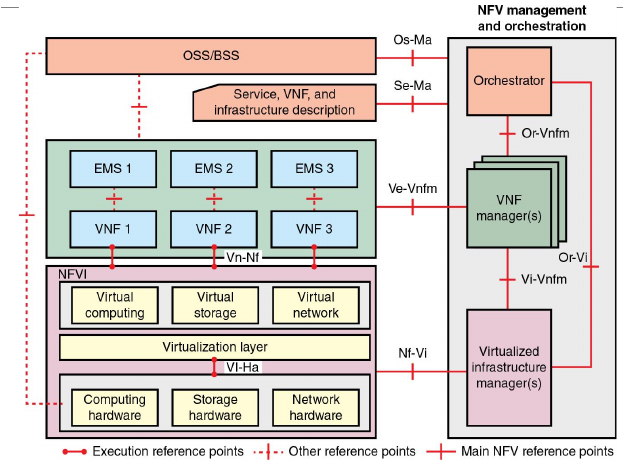 NFV management
and orchestration
Os-Ma
OSS/BSS
Orchestrator
Se-Ma
Service, VNF, and
infrastructure description
Or-Vnfm
EMS 1
EMS 2
EMS 3
Ve-Vnfm
VNF
manager(s)
VNF 1
VNF 2
VNF 3
Vn-Nf
Or-Vi
NFVI
Vi-Vnfm
Virtual
computing
Virtual
storage
Virtual
network
Virtualization layer
Nf-Vi
Virtualized
infrastructure
manager(s)
VI-Ha
Computing
hardware
Storage
hardware
Network
hardware
Execution reference points
Other reference points
Main NFV reference points